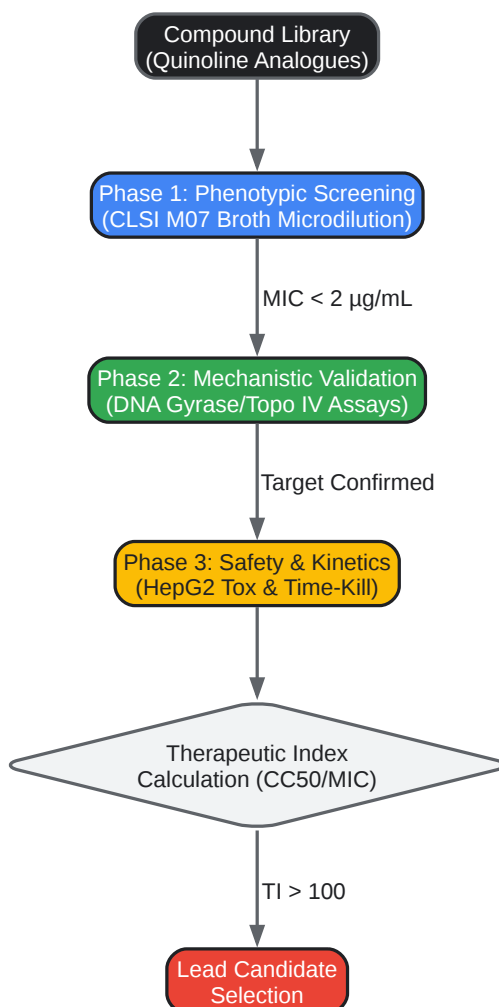 Compound Library
(Quinoline Analogues)
Phase 1: Phenotypic Screening
(CLSI M07 Broth Microdilution)
MIC < 2 µg/mL
Phase 2: Mechanistic Validation
(DNA Gyrase/Topo IV Assays)
Target Confirmed
Phase 3: Safety & Kinetics
(HepG2 Tox & Time-Kill)
Therapeutic Index
Calculation (CC50/MIC)
TI > 100
Lead Candidate
Selection